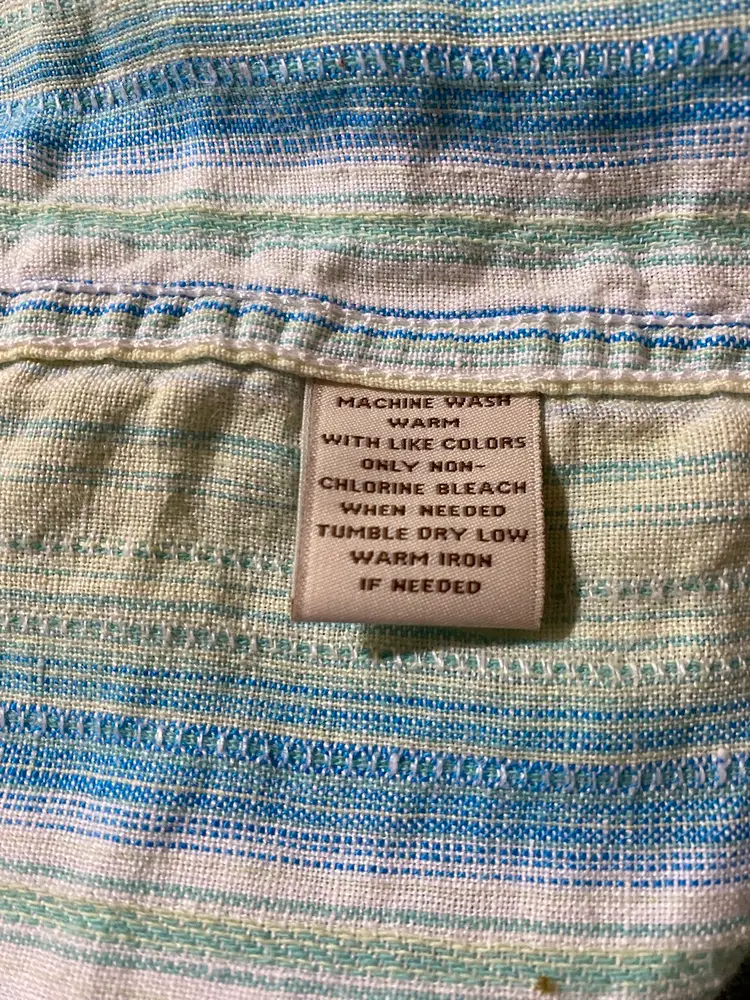 MACHINE WASH
WARM
WITH LIKE COLORS
ONLY NON-
CHLORINE BLEACH
WHEN NEEDED
TUMBLE DRY LOW
WARM IRON
IF NEEDED